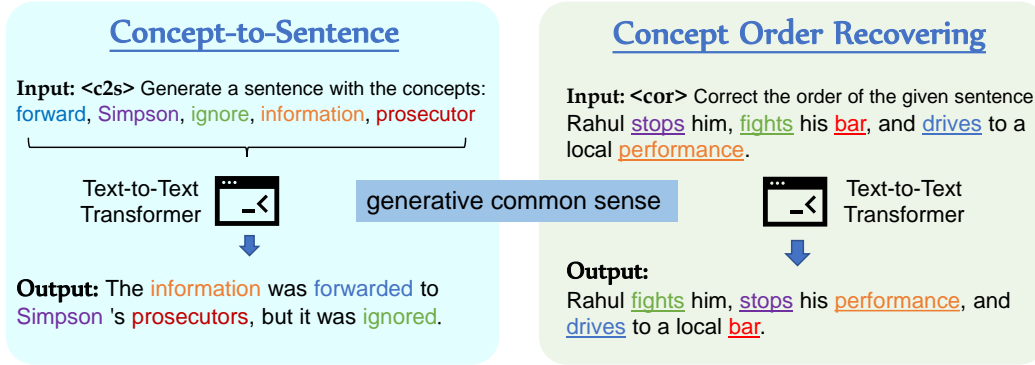 Concept-to-Sentence
Input: <c2s> Generate a sentence with the concepts:
forward, Simpson, ignore, information, prosecutor
Text-to-Text
Transformer
Output: The information was forwarded to
Simpson 's prosecutors, but it was ignored.
generative common sense
Concept Order Recovering
Input: <cor> Correct the order of the given sentence
Rahul stops him, fights his bar, and drives to a
local performance.
Text-to-Text
Transformer
Output:
Rahul fights him, stops his performance, and
drives to a local bar.